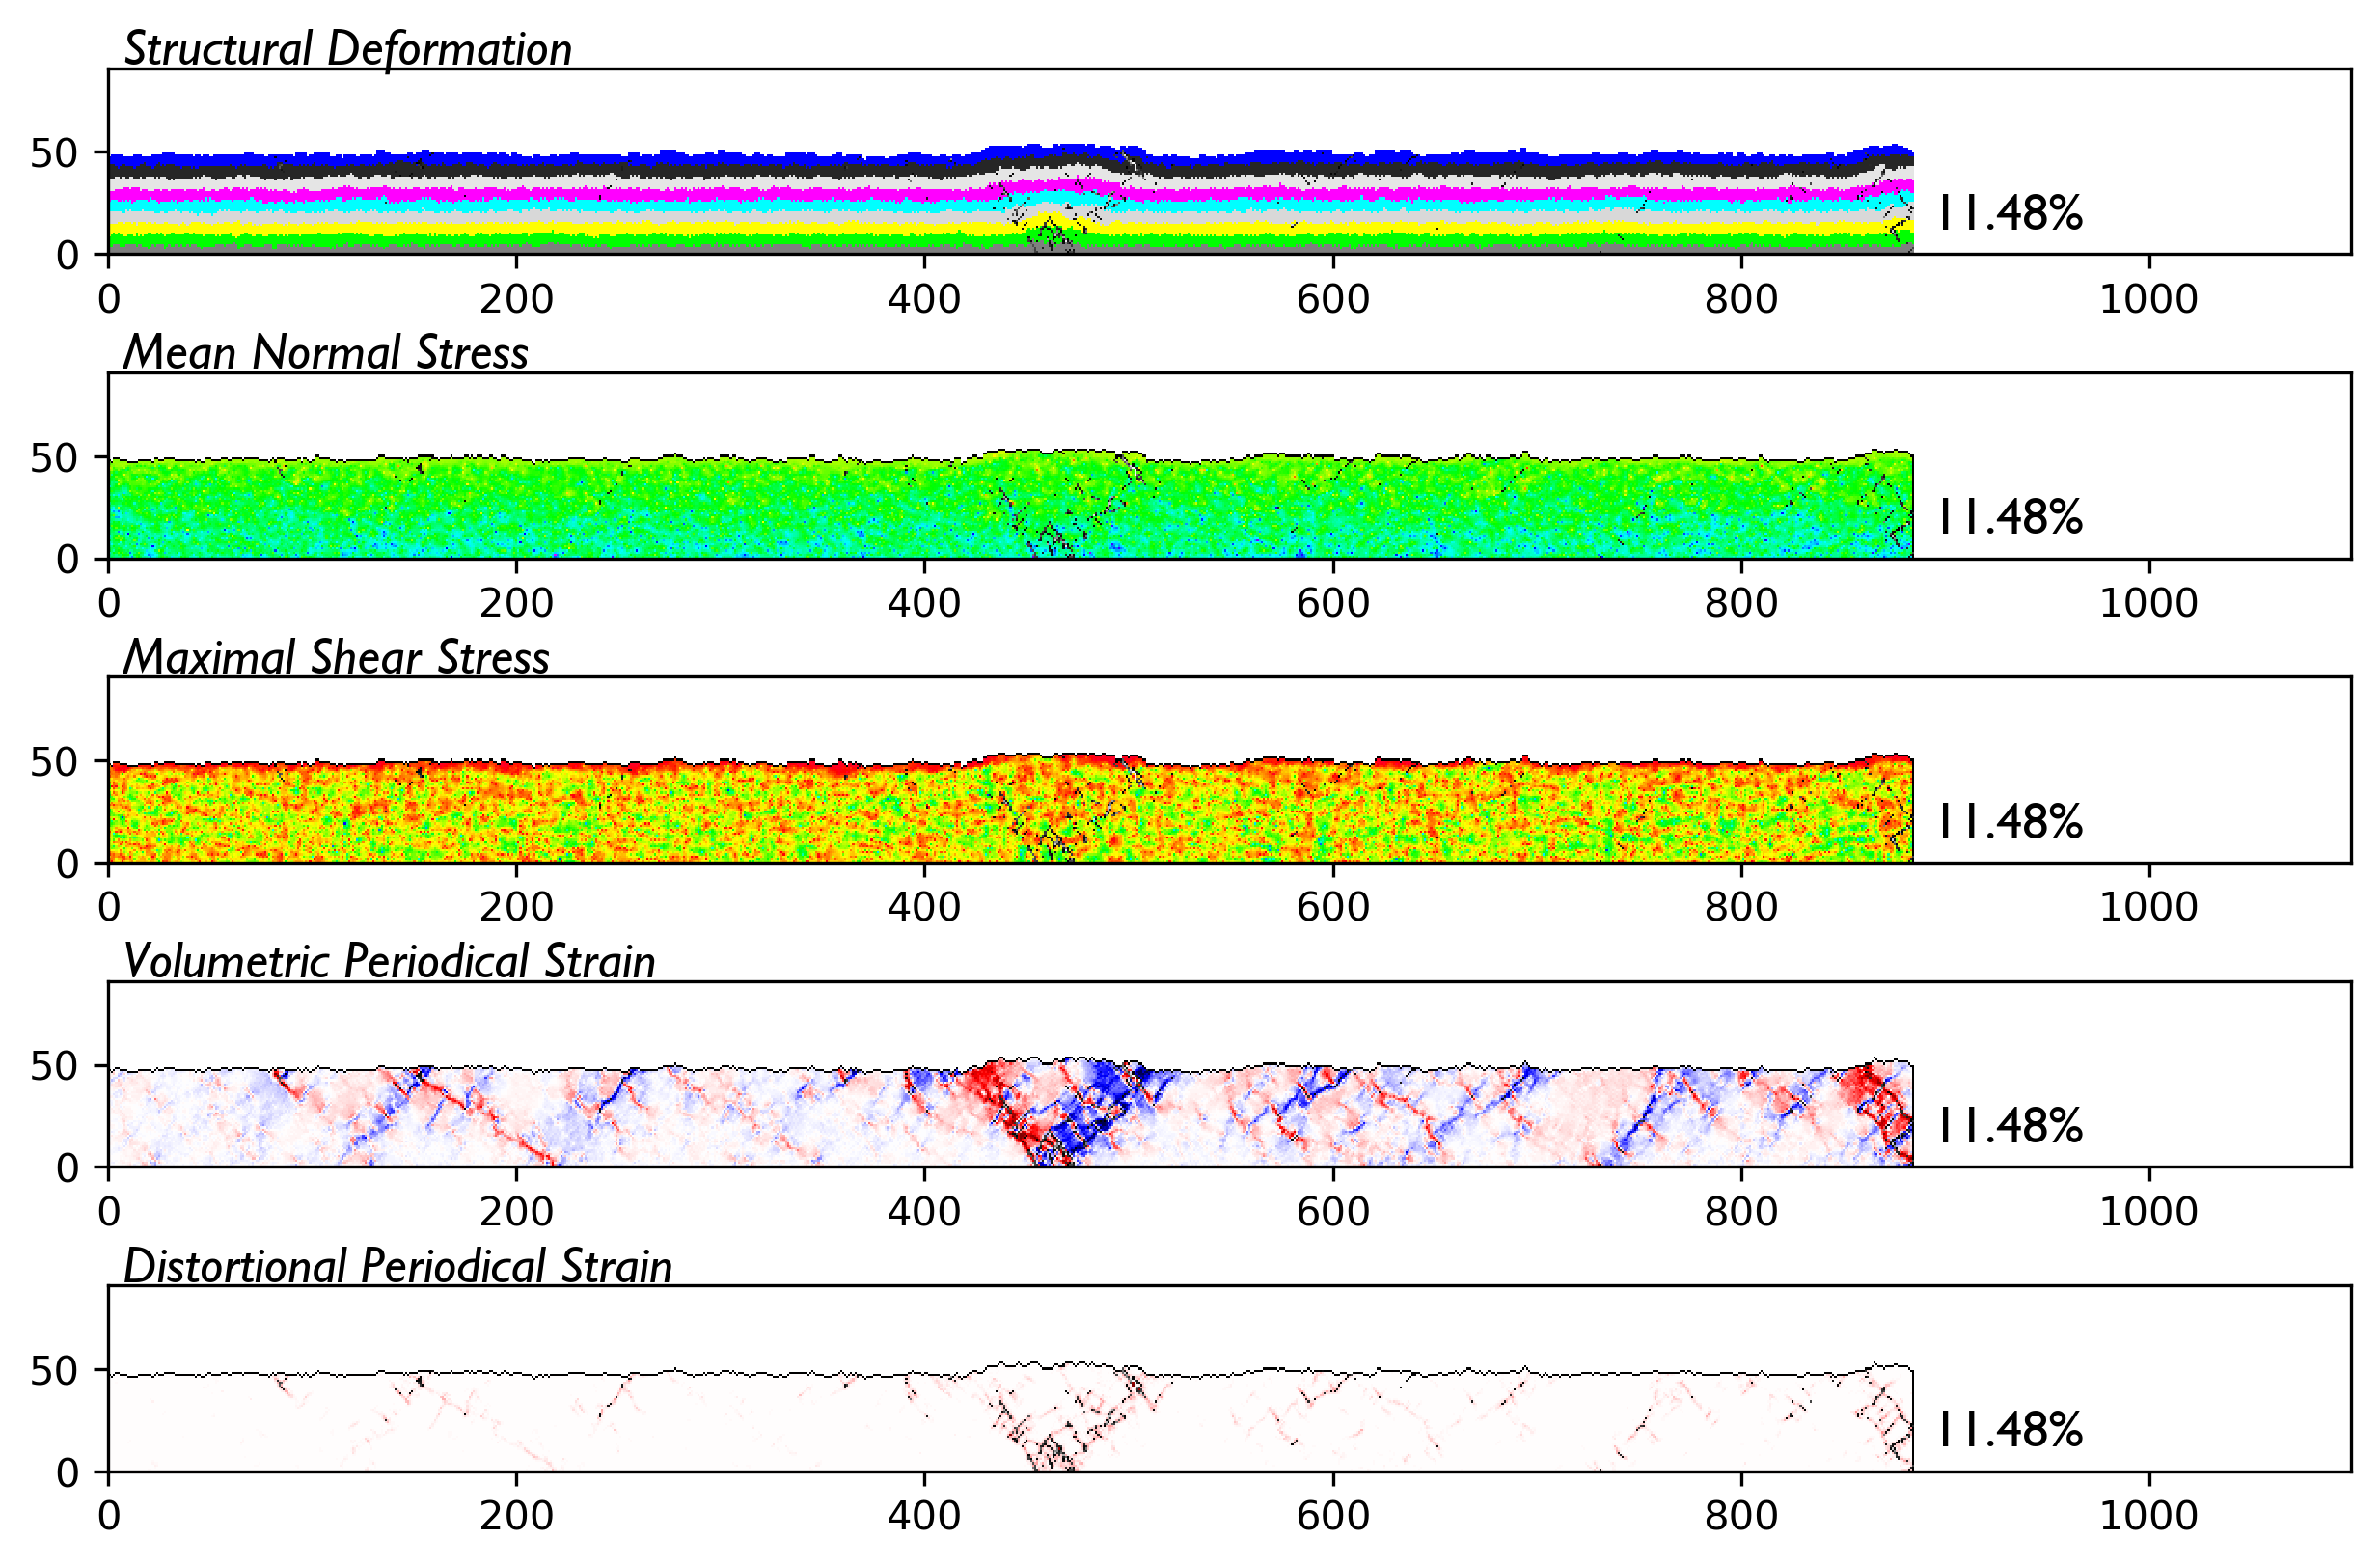 Structural Deformation
50
0
11.48%
0 200 400 600 800 1000
Mean Normal Stress
50
0
11.48%
0 200 400 600 800 1000
Maximal Shear Stress
50
0
11.48%
0 200 400 600 800 1000
Volumetric Periodical Strain
50
0
11.48%
0 200 400 600 800 1000
Distortional Periodical Strain
50
0
11.48%
0 200 400 600 800 1000